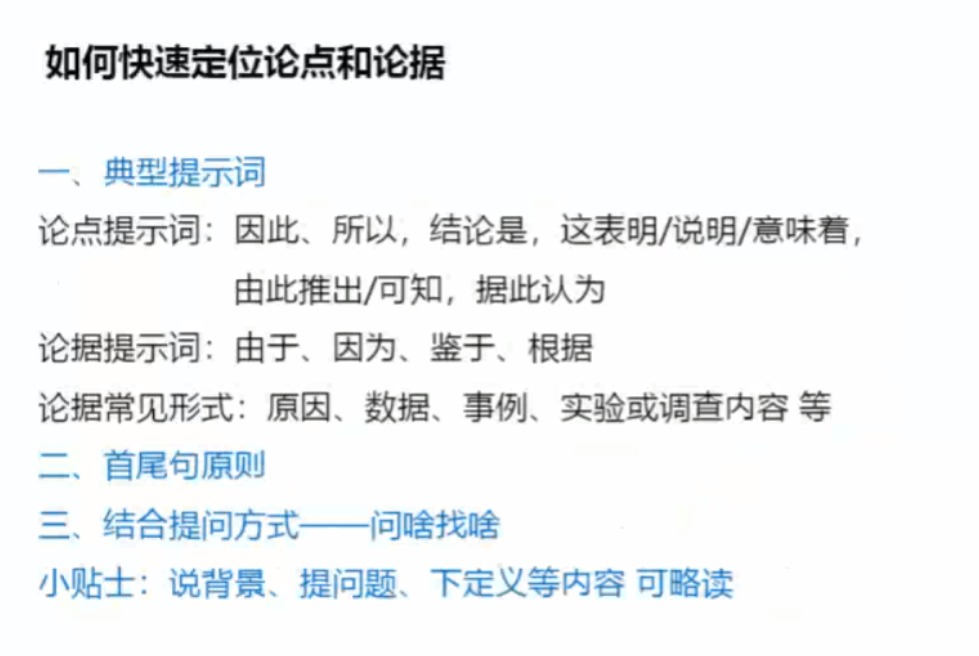 如何快速定位论点和论据
一、典型提示词
论点提示词：因此、所以，结论是，这表明/说明/意味着，
由此推出/可知，据此认为
论据提示词：由于、因为、鉴于、根据
论据常见形式：原因、数据、事例、实验或调查内容 等
二、首尾句原则
三、结合提问方式——问啥找啥
小贴士：说背景、提问题、下定义等内容 可略读